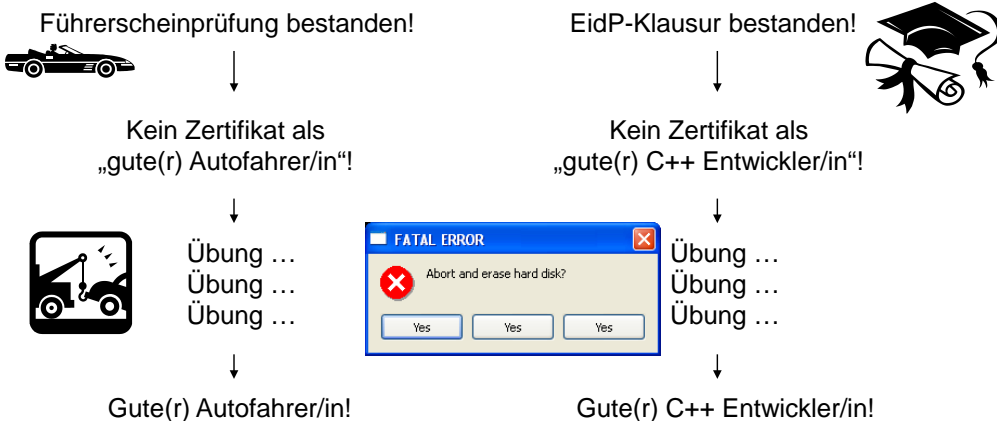 Führerscheinprüfung bestanden!
EidP-Klausur bestanden!
Kein Zertifikat als
„gute(r) Autofahrer/in“!
Kein Zertifikat als
„gute(r) C++ Entwickler/in“!
Übung …
Übung …
Übung …
FATAL ERROR
Abort and erase hard disk?
Yes
Yes
Yes
Übung …
Übung …
Übung …
Gute(r) Autofahrer/in!
Gute(r) C++ Entwickler/in!